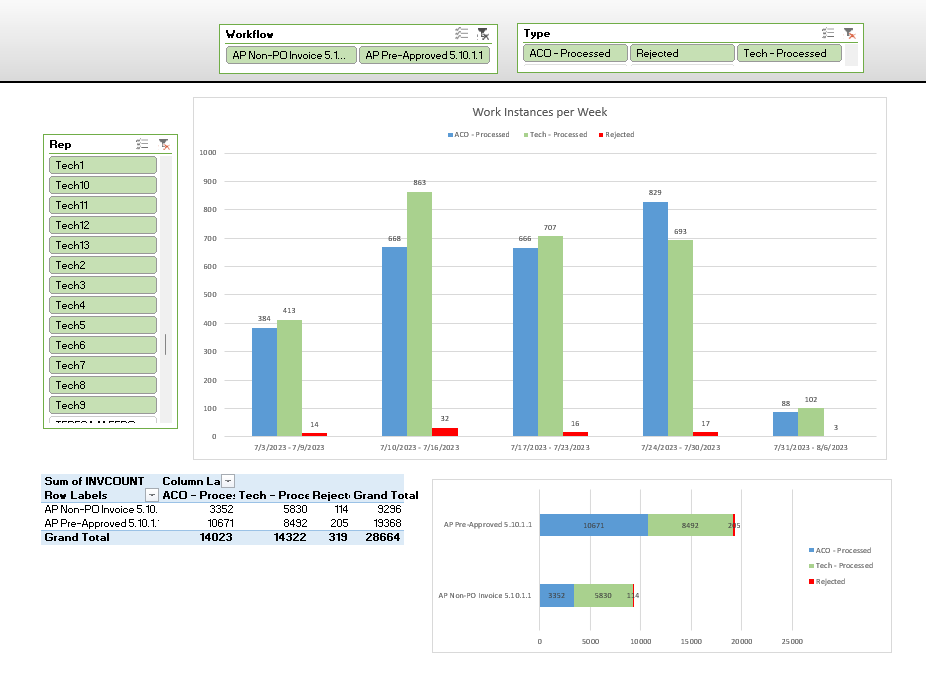 Workflow
AP Non-PO Invoice 5.1... AP Pre-Approved 5.10.1.1
Type
ACO - Processed Rejected Tech - Processed
Rep
Tech1
Tech10
Tech11
Tech12
Tech13
Tech2
Tech3
Tech4
Tech5
Tech6
Tech7
Tech8
Tech9
Work Instances per Week
ACO - Processed Tech - Processed Rejected
1000
900
800
700
600
500
400
300
200
100
0
384 413 14
668 863 32
666 707 16
829 693 17
88 102 3
7/3/2023 - 7/9/2023 7/10/2023 - 7/16/2023 7/17/2023 - 7/23/2023 7/24/2023 - 7/30/2023 7/31/2023 - 8/6/2023
Sum of INVCOUNT Column La
Row Labels ACO - Proces Tech - Proce Reject Grand Total
AP Non-PO Invoice 5.10. 3352 5830 114 9296
AP Pre-Approved 5.10.1. 10671 8492 205 19368
Grand Total 14023 14322 319 28664
AP Pre-Approved 5.10.1.1 10671 8492 205
AP Non-PO Invoice 5.10.1.1 3352 5830 114
0 5000 10000 15000 20000 25000
ACO - Processed
Tech - Processed
Rejected